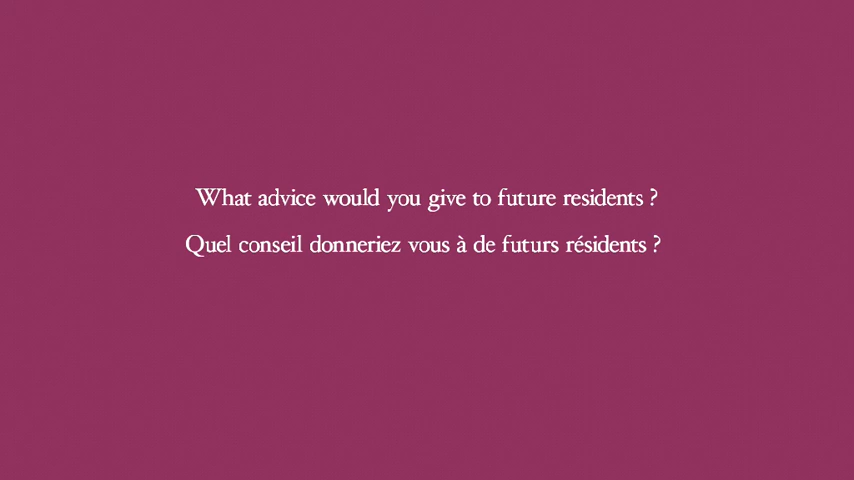 What advice would you give to future residents ?
Quel conseil donneriez vous à de futurs résidents ?